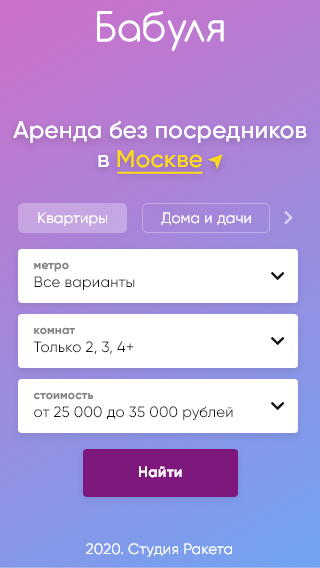 Бабуля
Аренда без посредников
в Москве
Квартиры
Дома и дачи
метро
Все варианты
комнат
Только 2, 3, 4+
стоимость
от 25 000 до 35 000 рублей
Найти
2020. Студия Ракета